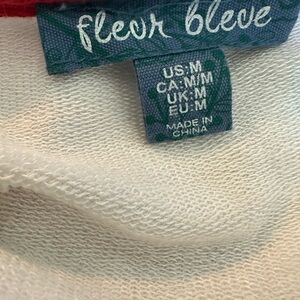 fleur bleue
US:M
CA:M/M
UK:M
EU:M
MADE IN
CHINA